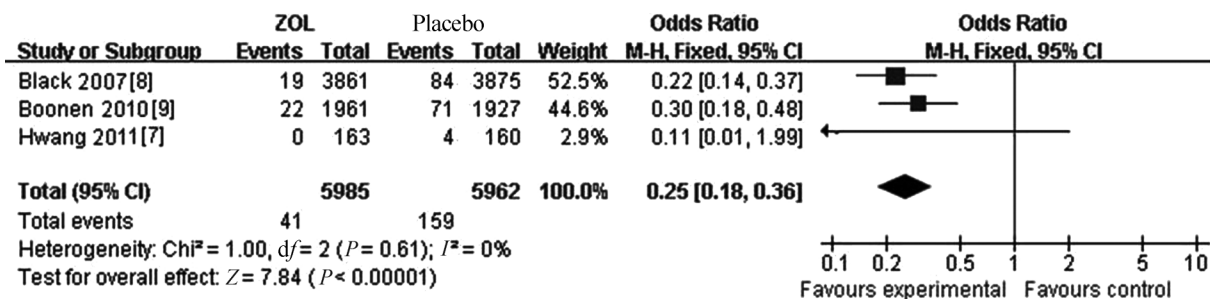 ZOL Placebo Odds Ratio Odds Ratio
Study or Subgroup Events Total Events Total Weight M-H, Fixed, 95% CI M-H, Fixed, 95% CI
Black 2007[8] 19 3861 84 3875 52.5% 0.22 [0.14, 0.37]
Boonen 2010[9] 22 1961 71 1927 44.6% 0.30 [0.18, 0.48]
Hwang 2011[7] 0 163 4 160 2.9% 0.11 [0.01, 1.99]
Total (95% CI) 5985 5962 100.0% 0.25 [0.18, 0.36]
Total events 41 159
Heterogeneity: Chi² = 1.00, df = 2 (P = 0.61); I² = 0%
Test for overall effect: Z = 7.84 (P < 0.00001)
0.1 0.2 0.5 1 2 5 10
Favours experimental Favours control